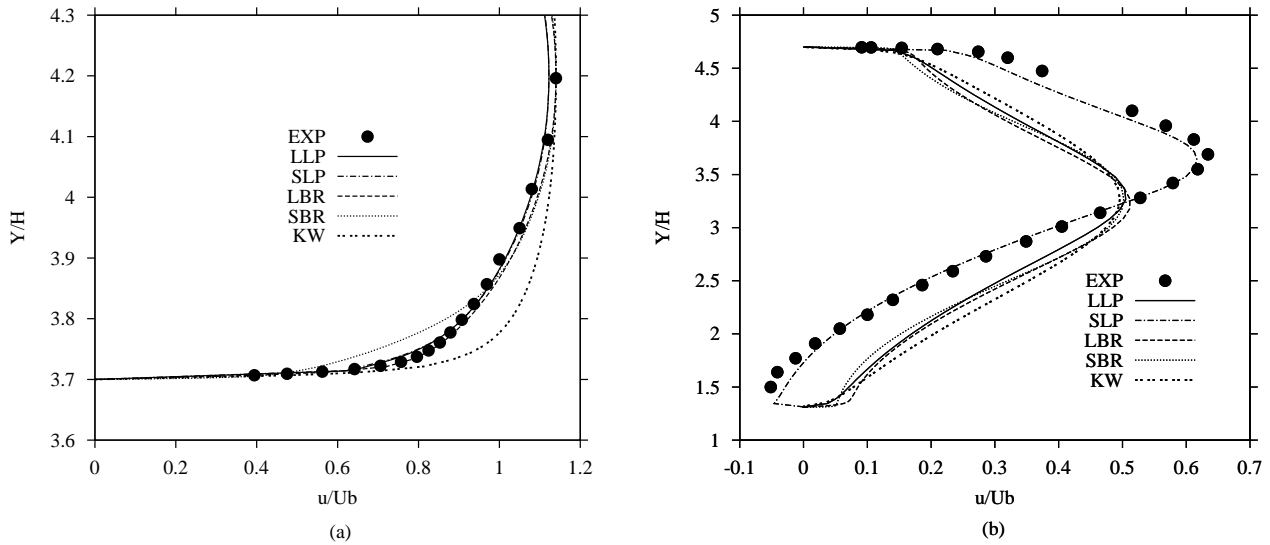 4.3
4.2
4.1
4
3.9
3.8
3.7
3.6
Y/H
EXP
LLP
SLP
LBR
SBR
KW
0 0.2 0.4 0.6 0.8 1 1.2
u/Ub
(a)
5
4.5
4
3.5
3
2.5
2
1.5
1
Y/H
EXP
LLP
SLP
LBR
SBR
KW
-0.1 0 0.1 0.2 0.3 0.4 0.5 0.6 0.7
u/Ub
(b)